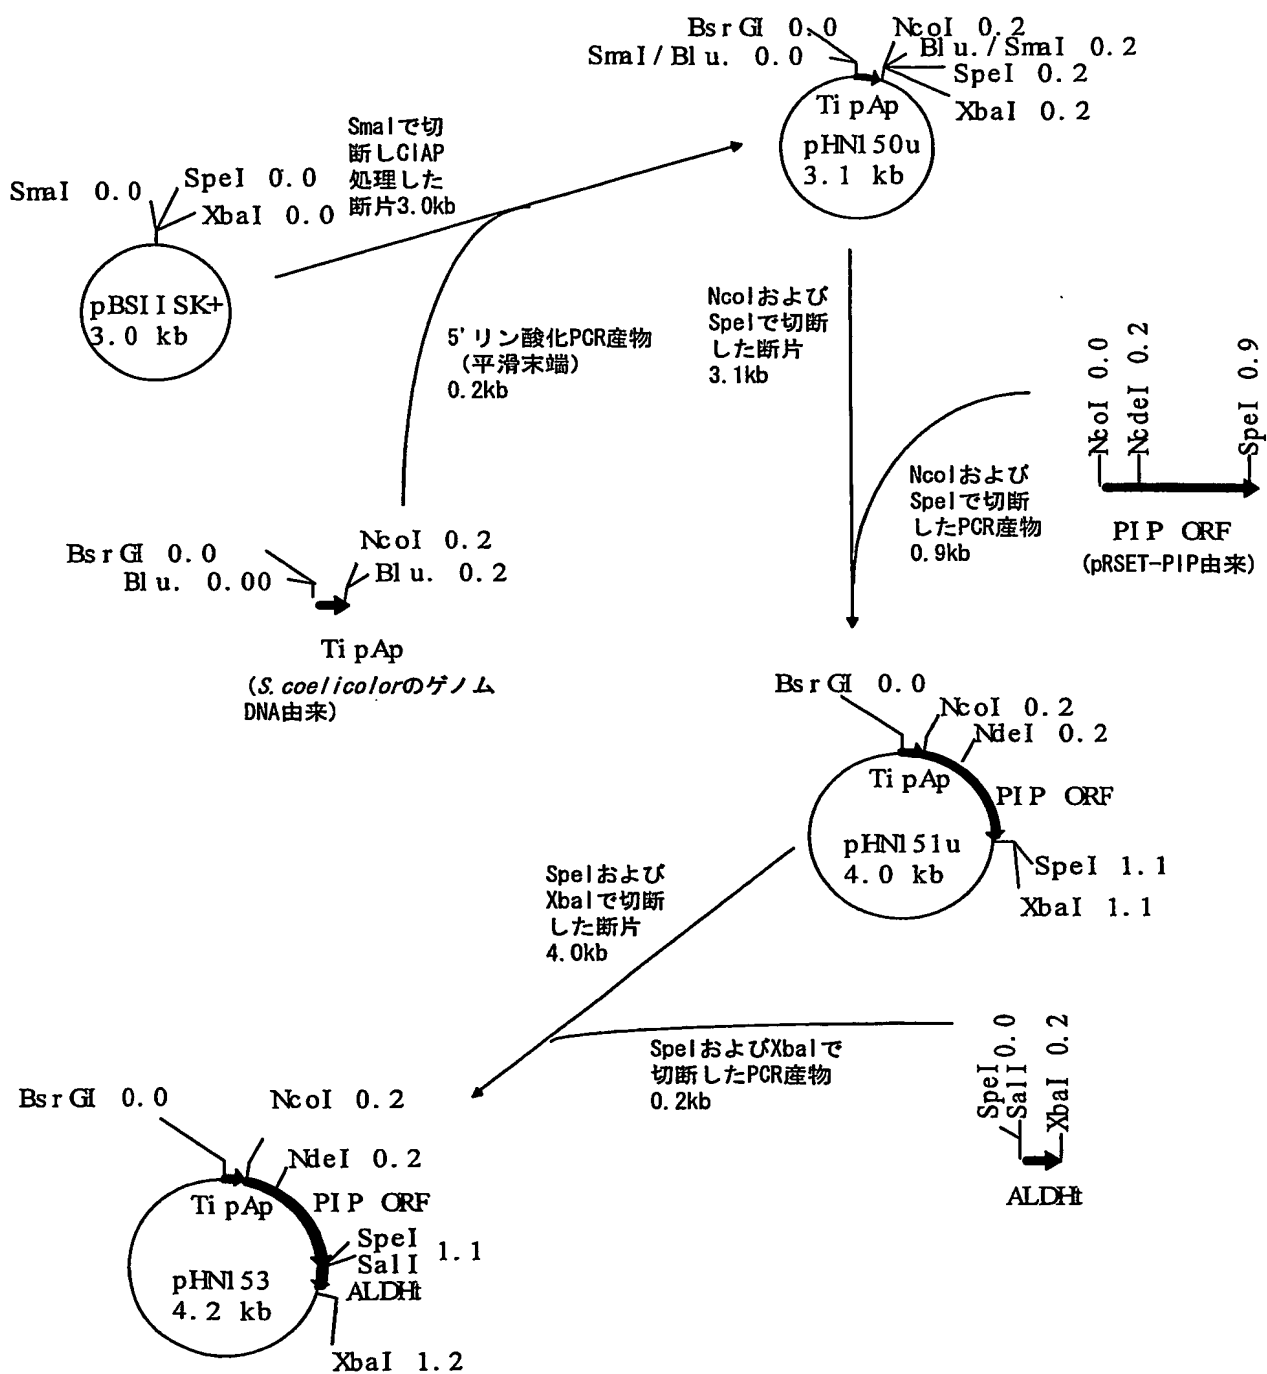 BsrGI 0.0
SmaI/Blu. 0.0
NcoI 0.2
Blu./SmaI 0.2
SpeI 0.2
XbaI 0.2
TipAp
pHN150u
3.1 kb
SmaIで切
断しCIAP
処理した
断片3.0kb
SmaI 0.0
SpeI 0.0
XbaI 0.0
pBSIISK+
3.0 kb
5'リン酸化PCR産物
(平滑末端)
0.2kb
NcoIおよび
SpeIで切断
した断片
3.1kb
NcoI 0.0
NcdeI 0.2
SpeI 0.9
PIP ORF
(pRSET-PIP由来)
NcoIおよび
SpeIで切断
したPCR産物
0.9kb
BsrGI 0.0
Blu. 0.00
NcoI 0.2
Blu. 0.2
TipAp
(S.coelicolorのゲノム
DNA由来)
BsrGI 0.0
NcoI 0.2
NdeI 0.2
TipAp
PIP ORF
pHN151u
4.0 kb
SpeI 1.1
XbaI 1.1
SpeIおよび
XbaIで切断
した断片
4.0kb
SpeIおよびXbaIで
切断したPCR産物
0.2kb
SpeI 0.0
SalI 0.0
XbaI 0.2
ALDHt
BsrGI 0.0
NcoI 0.2
NdeI 0.2
TipAp
PIP ORF
SpeI
SalI 1.1
ALDHt
pHN153
4.2 kb
XbaI 1.2